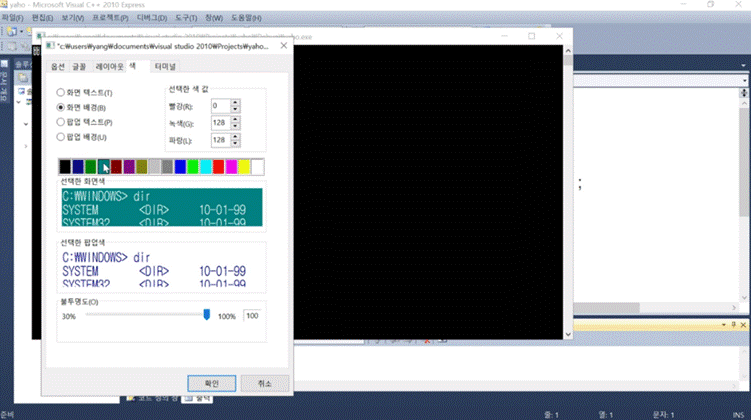 yaho - Microsoft Visual C++ 2010 Express
파일(F) 편집(E) 보기(V) 프로젝트(P) 디버그(D) 도구(T) 창(W) 도움말(H)
"c:₩users₩yang₩documents₩visual studio 2010₩Projects₩yaho...
옵션 글꼴 레이아웃 색 터미널
화면 텍스트(T)
화면 배경(B)
팝업 텍스트(P)
팝업 배경(U)
선택한 색 값
빨강(R): 0
녹색(G): 128
파랑(L): 128
선택한 화면색
C:₩WINDOWS> dir
SYSTEM <DIR> 10-01-99
SYSTEM32 <DIR> 10-01-99
선택한 팝업색
C:₩WINDOWS> dir
SYSTEM <DIR> 10-01-99
SYSTEM32 <DIR> 10-01-99
불투명도(O)
30% 100% 100
확인 취소
;
코드 정의 창 출력
준비 줄: 1 열: 1 문자: 1 INS